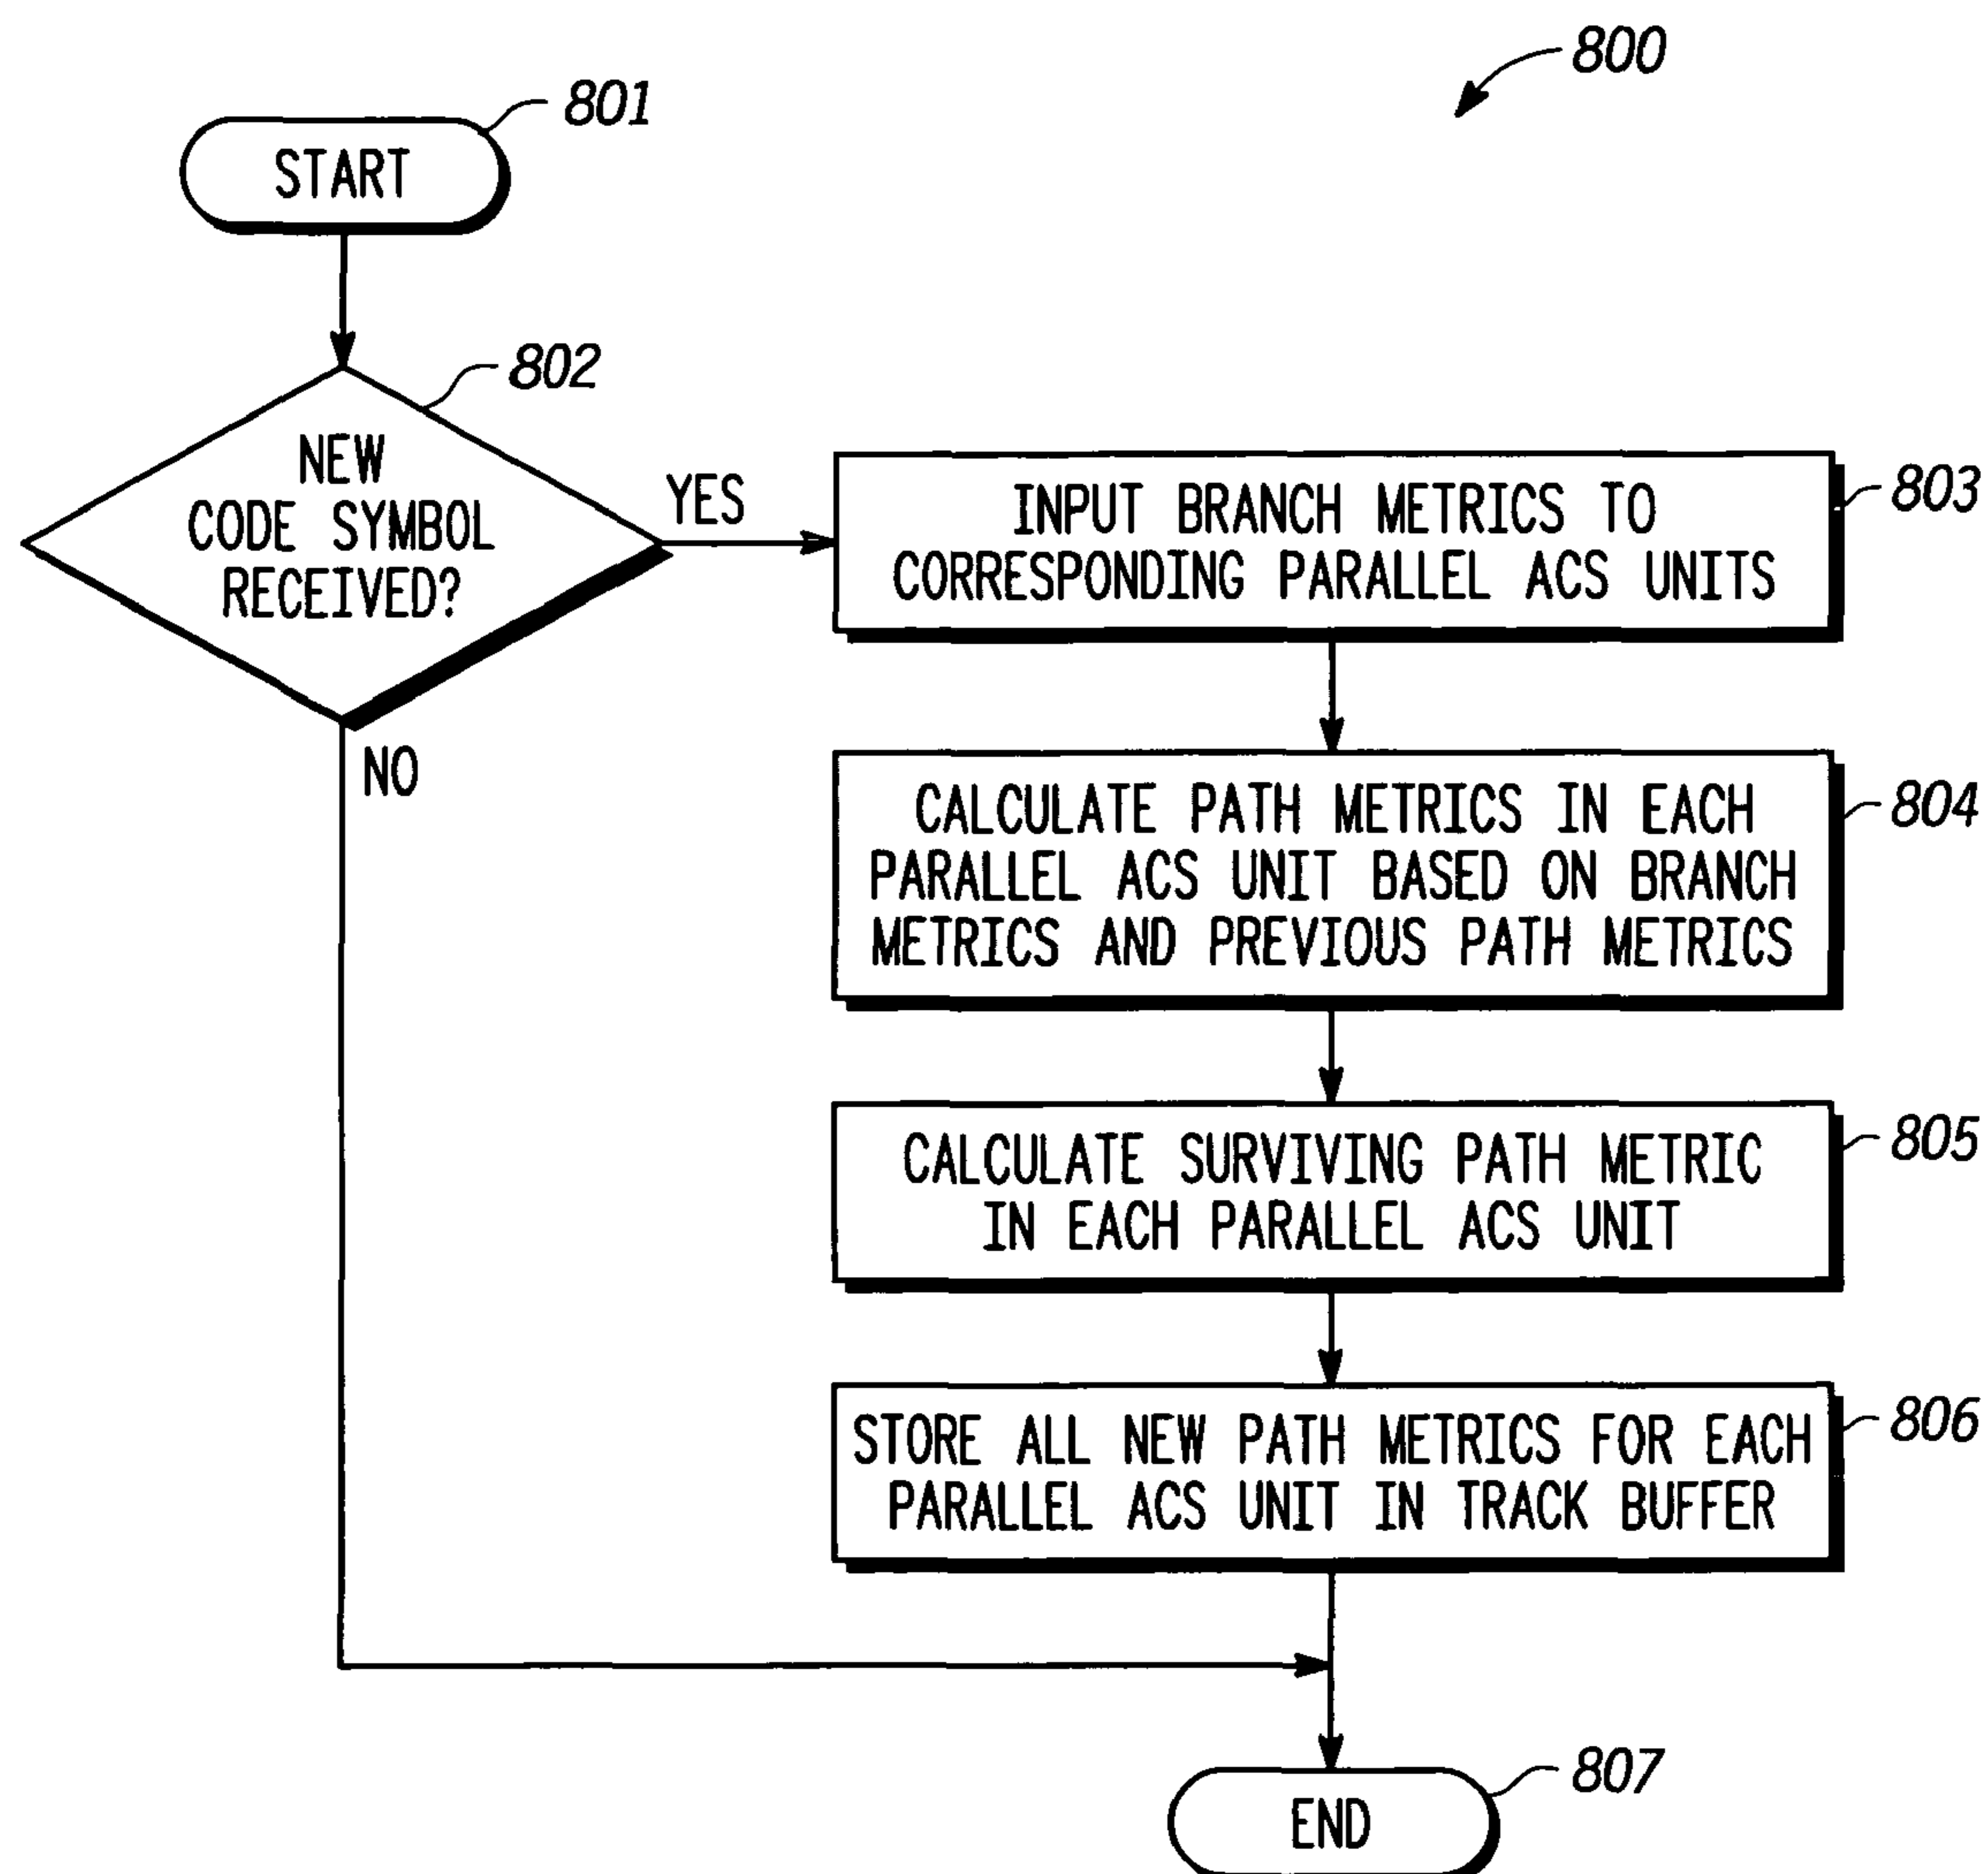 800
801
START
802
NEW
CODE SYMBOL
RECEIVED?
YES
NO
803
INPUT BRANCH METRICS TO
CORRESPONDING PARALLEL ACS UNITS
804
CALCULATE PATH METRICS IN EACH
PARALLEL ACS UNIT BASED ON BRANCH
METRICS AND PREVIOUS PATH METRICS
805
CALCULATE SURVIVING PATH METRIC
IN EACH PARALLEL ACS UNIT
806
STORE ALL NEW PATH METRICS FOR EACH
PARALLEL ACS UNIT IN TRACK BUFFER
807
END